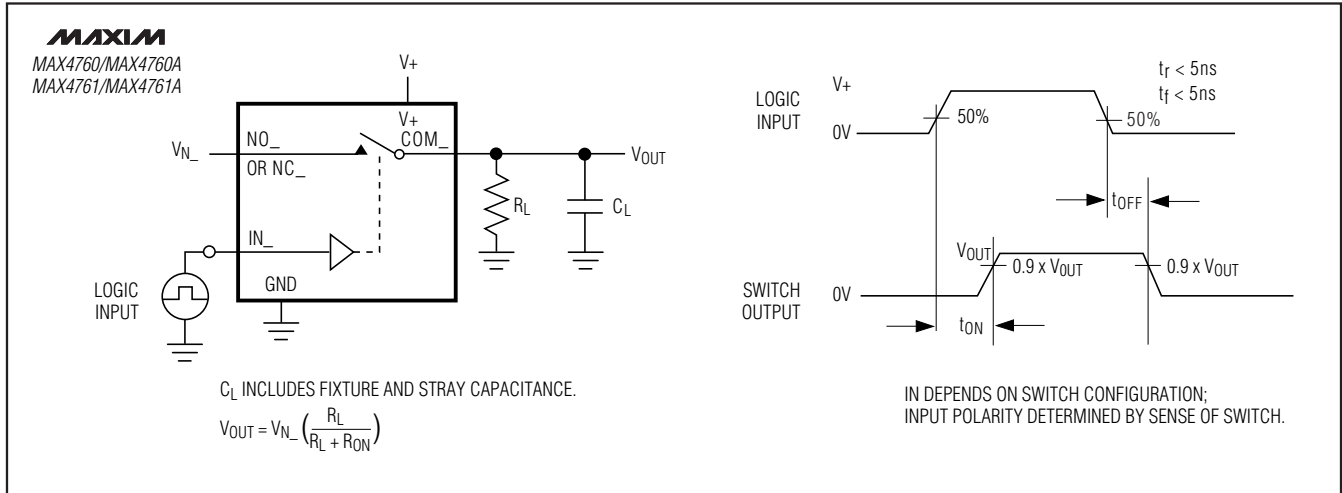 MAXIM
MAX4760/MAX4760A
MAX4761/MAX4761A
V+
V+
NO_
COM_
V_N_
OR NC_
V_OUT
R_L
C_L
IN_
GND
LOGIC
INPUT
C_L INCLUDES FIXTURE AND STRAY CAPACITANCE.
V_OUT = V_N_ (R_L / (R_L + R_ON))
t_r < 5ns
t_f < 5ns
LOGIC
INPUT
V+
50%
50%
0V
t_OFF
V_OUT
0.9 x V_OUT
0.9 x V_OUT
SWITCH
OUTPUT
0V
t_ON
IN DEPENDS ON SWITCH CONFIGURATION;
INPUT POLARITY DETERMINED BY SENSE OF SWITCH.